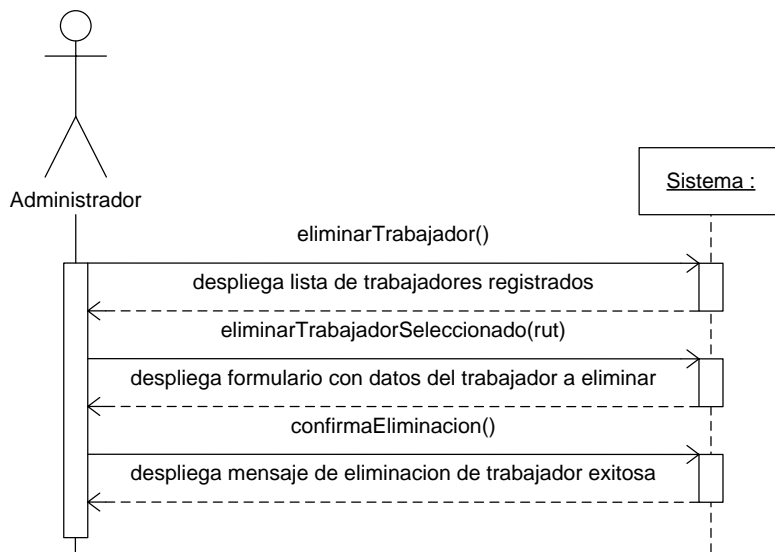 Administrador
Sistema :
eliminarTrabajador()
despliega lista de trabajadores registrados
eliminarTrabajadorSeleccionado(rut)
despliega formulario con datos del trabajador a eliminar
confirmaEliminacion()
despliega mensaje de eliminacion de trabajador exitosa